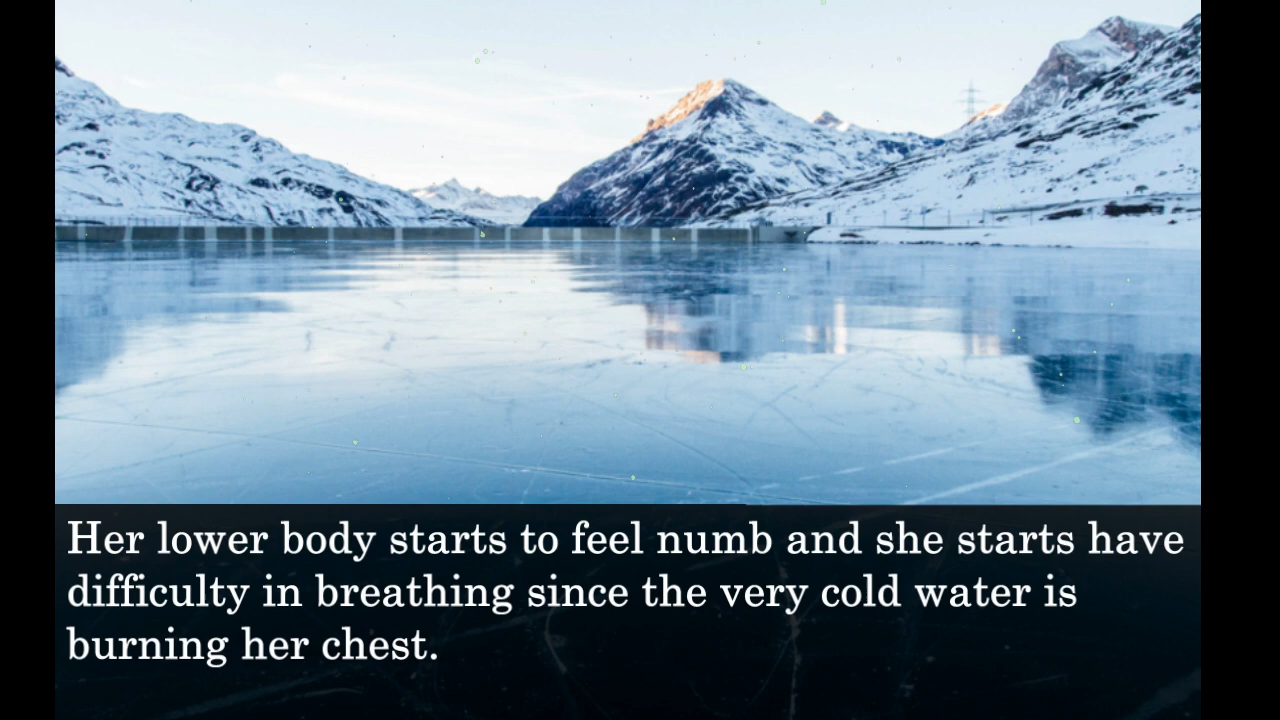 Her lower body starts to feel numb and she starts have
difficulty in breathing since the very cold water is
burning her chest.